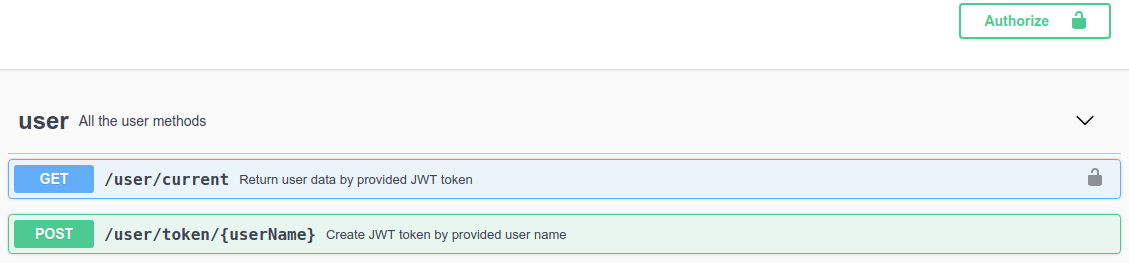 Authorize
user All the user methods
GET /user/current Return user data by provided JWT token
POST /user/token/{userName} Create JWT token by provided user name